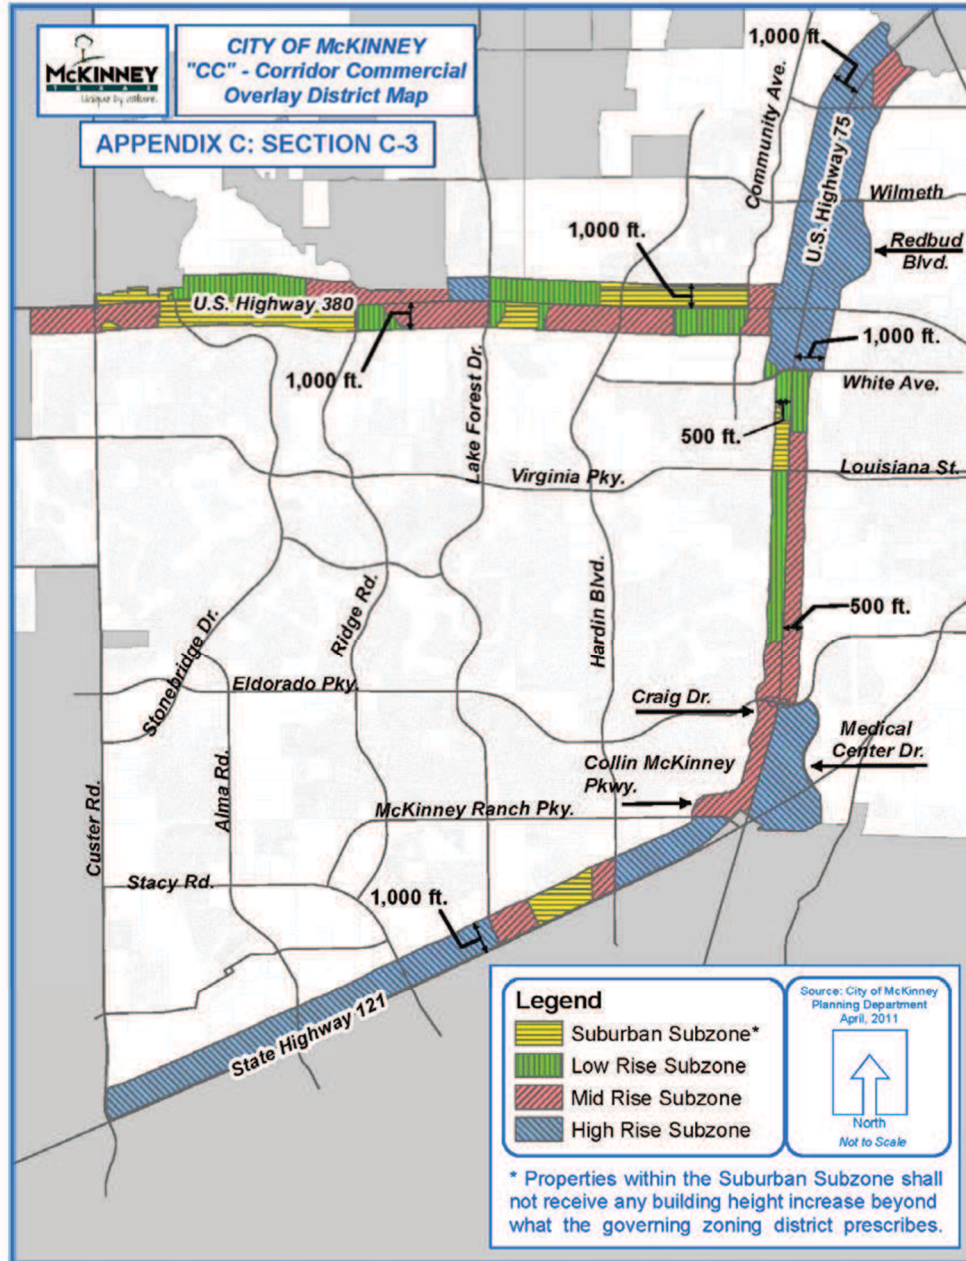 McKINNEY
TEXAS
Unique by nature.
CITY OF McKINNEY
"CC" - Corridor Commercial
Overlay District Map
APPENDIX C: SECTION C-3
1,000 ft.
Community Ave.
U.S. Highway 75
Wilmeth
1,000 ft.
Redbud
Blvd.
U.S. Highway 380
1,000 ft.
1,000 ft.
White Ave.
Lake Forest Dr.
500 ft.
Virginia Pky.
Louisiana St.
Hardin Blvd.
Ridge Rd.
500 ft.
Stonebridge Dr.
Eldorado Pky.
Craig Dr.
Medical
Center Dr.
Collin McKinney
Pkwy.
Alma Rd.
Custer Rd.
McKinney Ranch Pky.
Stacy Rd.
1,000 ft.
State Highway 121
Legend
Suburban Subzone*
Low Rise Subzone
Mid Rise Subzone
High Rise Subzone
Source: City of McKinney
Planning Department
April, 2011
North
Not to Scale
* Properties within the Suburban Subzone shall
not receive any building height increase beyond
what the governing zoning district prescribes.